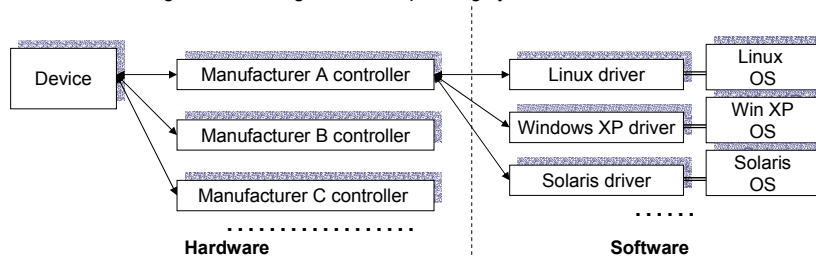 Device
Manufacturer A controller
Manufacturer B controller
Manufacturer C controller
Hardware
Linux driver
Windows XP driver
Solaris driver
Linux
OS
Win XP
OS
Solaris
OS
Software